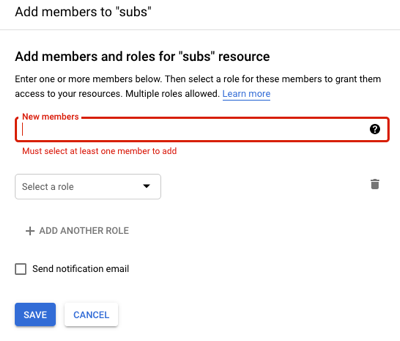 Add members to "subs"
Add members and roles for "subs" resource
Enter one or more members below. Then select a role for these members to grant them
access to your resources. Multiple roles allowed. Learn more
New members
?
Must select at least one member to add
Select a role
+ ADD ANOTHER ROLE
Send notification email
SAVE CANCEL